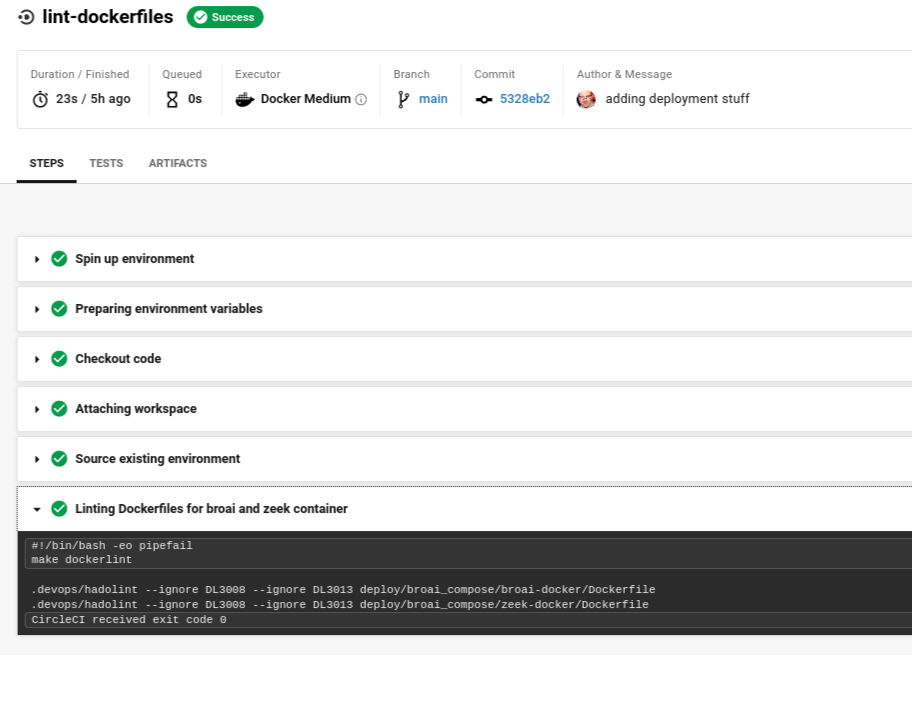 lint-dockerfiles Success
Duration / Finished Queued Executor Branch Commit Author & Message
23s / 5h ago 0s Docker Medium main 5328eb2 adding deployment stuff
STEPS TESTS ARTIFACTS
Spin up environment
Preparing environment variables
Checkout code
Attaching workspace
Source existing environment
Linting Dockerfiles for broai and zeek container
#!/bin/bash -eo pipefail
make dockerlint
.devops/hadolint --ignore DL3008 --ignore DL3013 deploy/broai_compose/broai-docker/Dockerfile
.devops/hadolint --ignore DL3008 --ignore DL3013 deploy/broai_compose/zeek-docker/Dockerfile
CircleCI received exit code 0